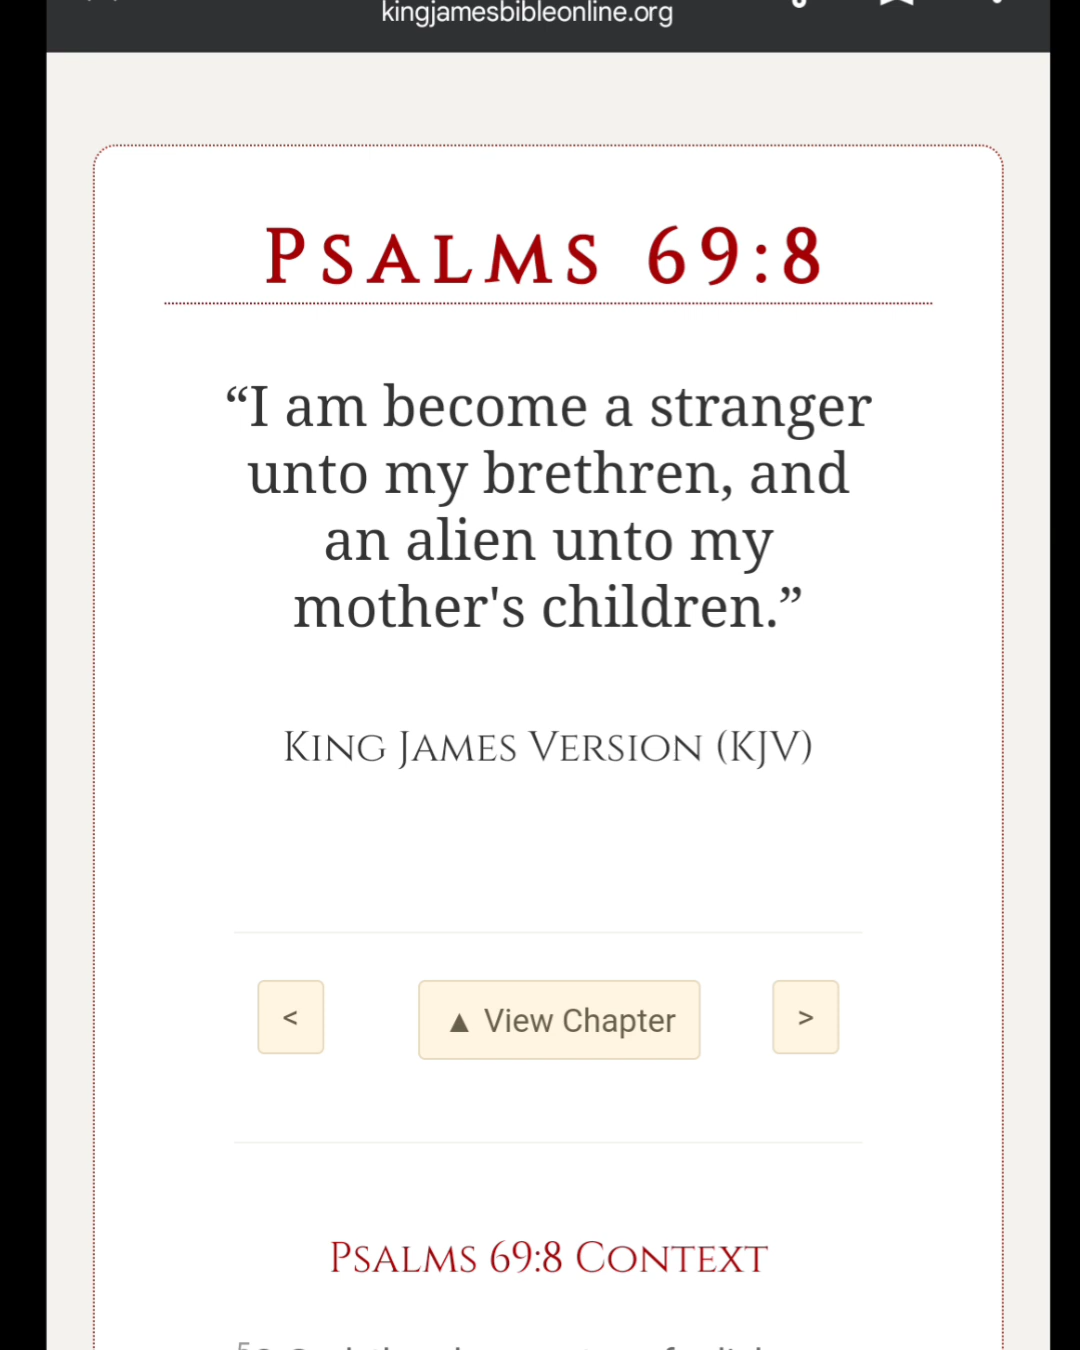 kingjamesbibleonline.org
PSALMS 69:8
“I am become a stranger
unto my brethren, and
an alien unto my
mother's children.”
KING JAMES VERSION (KJV)
<
▲ View Chapter
>
PSALMS 69:8 CONTEXT